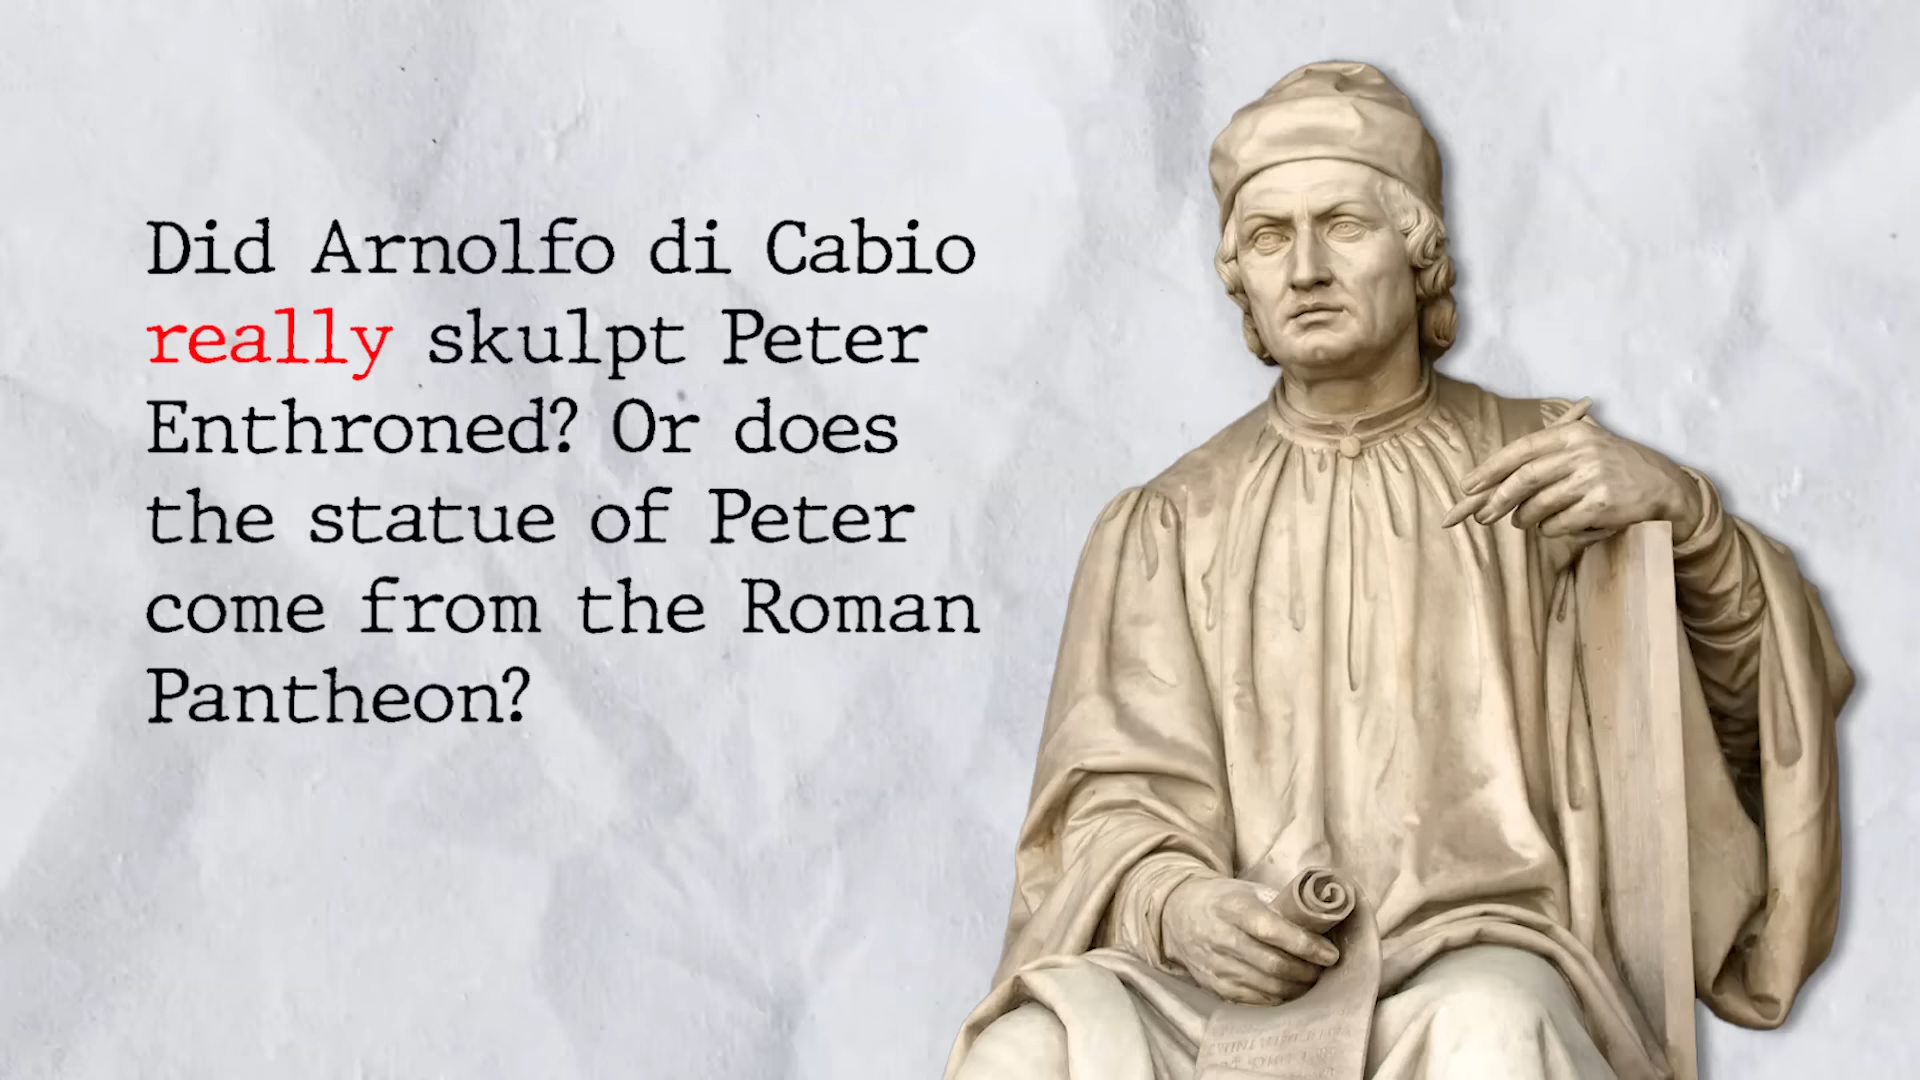 Did Arnolfo di Cabio
really skulpt Peter
Enthroned? Or does
the statue of Peter
come from the Roman
Pantheon?